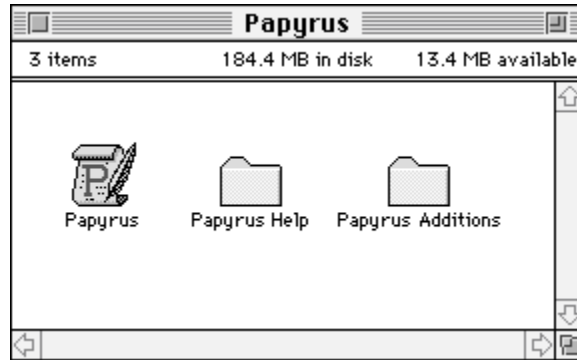 Papyrus
3 items 184.4 MB in disk 13.4 MB available
Papyrus Papyrus Help Papyrus Additions